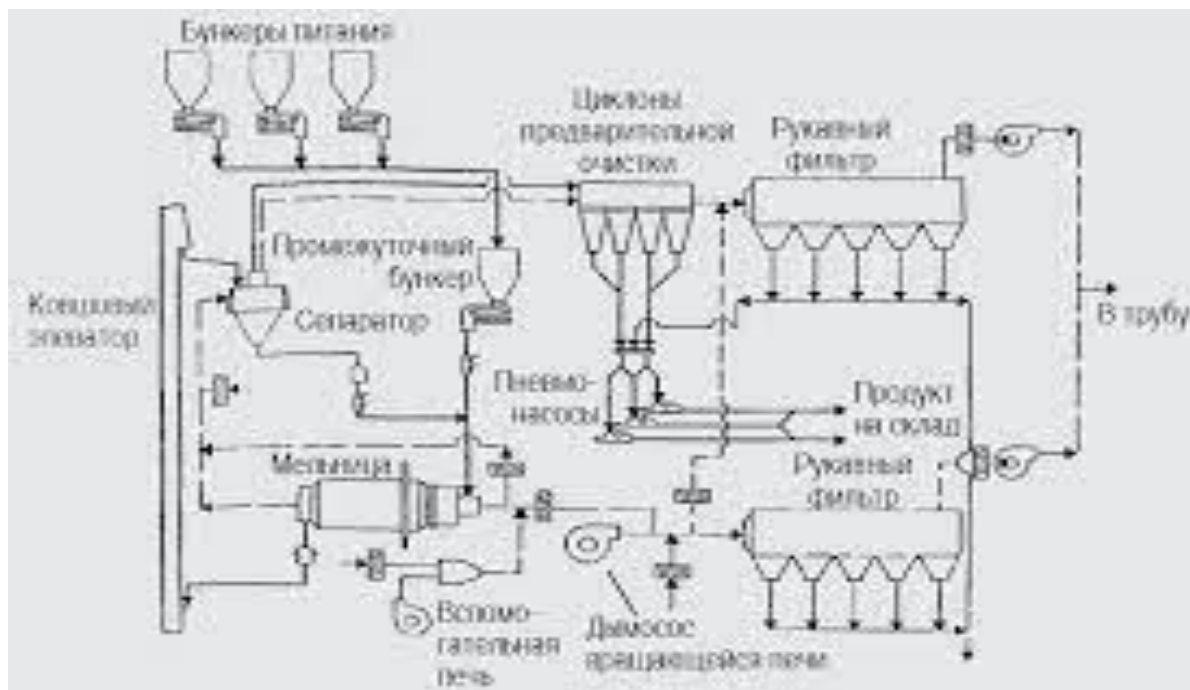 Бункеры питания
Циклоны
предварительной
очистки
Рукавный
фильтр
Промежуточный
бункер
Ковшовый
элеватор
Сепаратор
В трубу
Пневмо-
насосы
Продукт
на склад
Мельница
Рукавный
фильтр
Вспомо-
гательная
печь
Дымосос
вращающейся печи